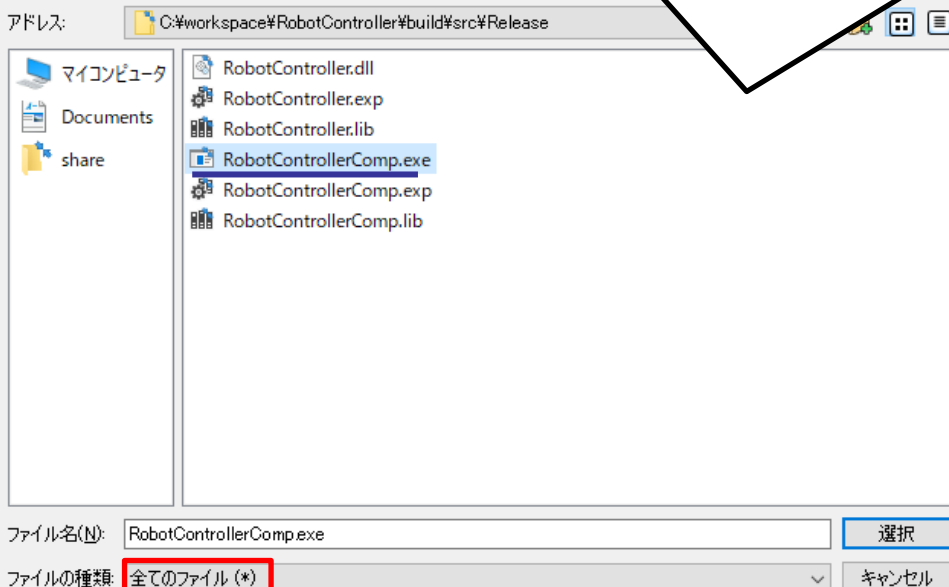 アドレス: C:¥workspace¥RobotController¥build¥src¥Release
マイコンピュータ
Documents
share
RobotController.dll
RobotController.exp
RobotController.lib
RobotControllerComp.exe
RobotControllerComp.exp
RobotControllerComp.lib
ファイル名(N): RobotControllerComp.exe 選択
ファイルの種類: 全てのファイル (*) キャンセル